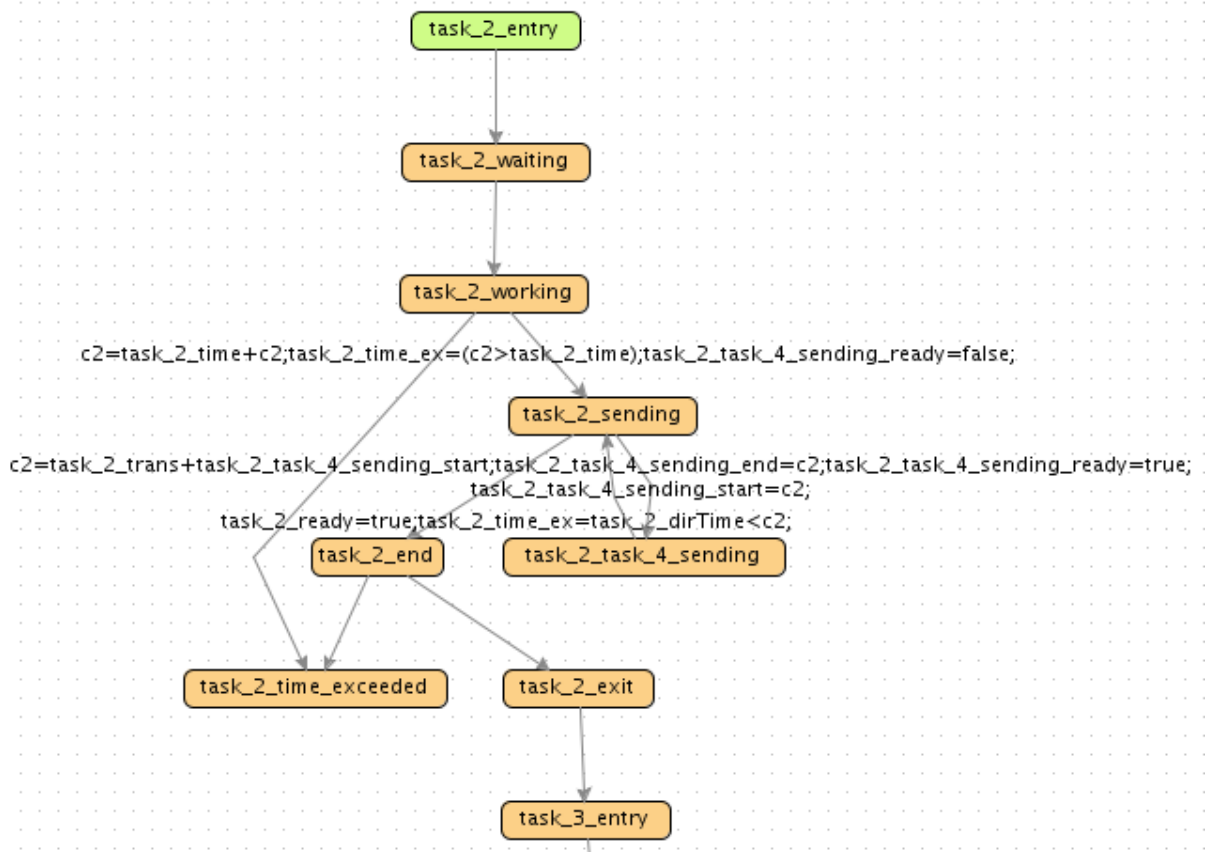 task_2_entry
task_2_waiting
task_2_working
c2=task_2_time+c2;task_2_time_ex=(c2>task_2_time);task_2_task_4_sending_ready=false;
task_2_sending
c2=task_2_trans+task_2_task_4_sending_start;task_2_task_4_sending_end=c2;task_2_task_4_sending_ready=true;
task_2_task_4_sending_start=c2;
task_2_ready=true;task_2_time_ex=task_2_dirTime<c2;
task_2_end
task_2_task_4_sending
task_2_time_exceeded
task_2_exit
task_3_entry